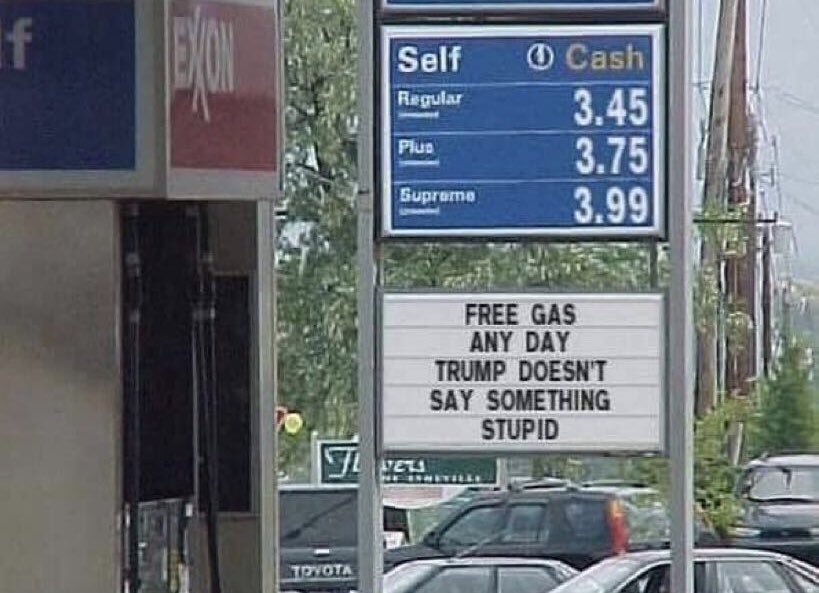 f
EXXON
Self Cash
Regular 3.45
Plus 3.75
Supreme 3.99
FREE GAS
ANY DAY
TRUMP DOESN'T
SAY SOMETHING
STUPID
TOYOTA